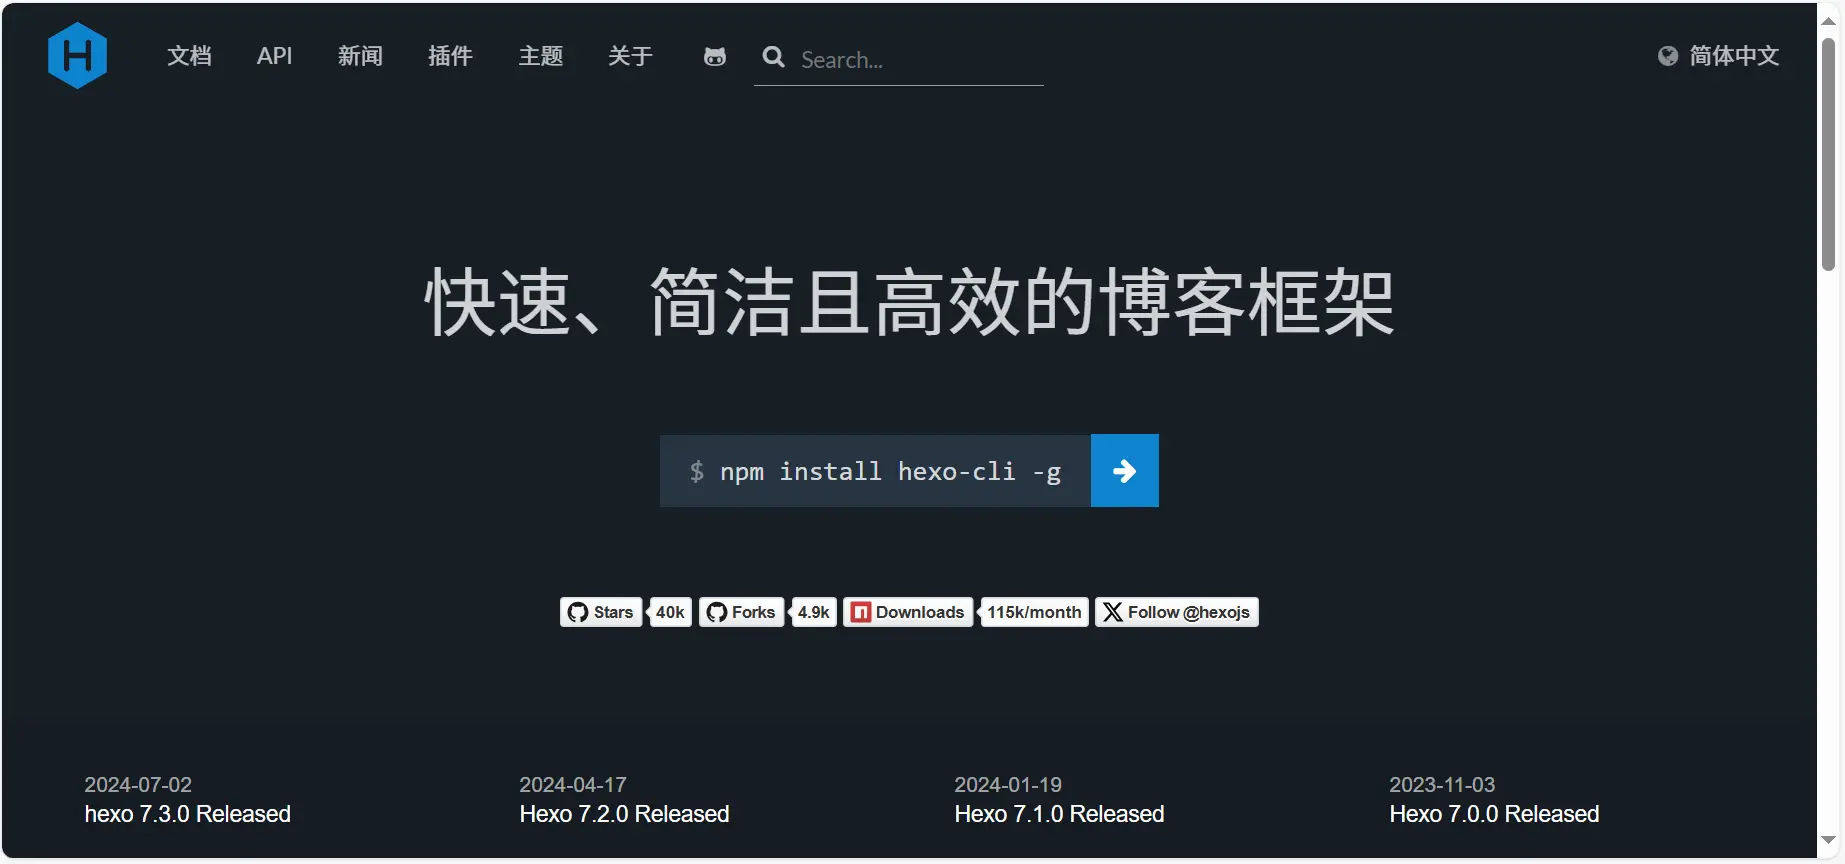 H 文档 API 新闻 插件 主题 关于 Search... 简体中文
快速、简洁且高效的博客框架
$ npm install hexo-cli -g
Stars 40k Forks 4.9k Downloads 115k/month Follow @hexojs
2024-07-02 2024-04-17 2024-01-19 2023-11-03
hexo 7.3.0 Released Hexo 7.2.0 Released Hexo 7.1.0 Released Hexo 7.0.0 Released